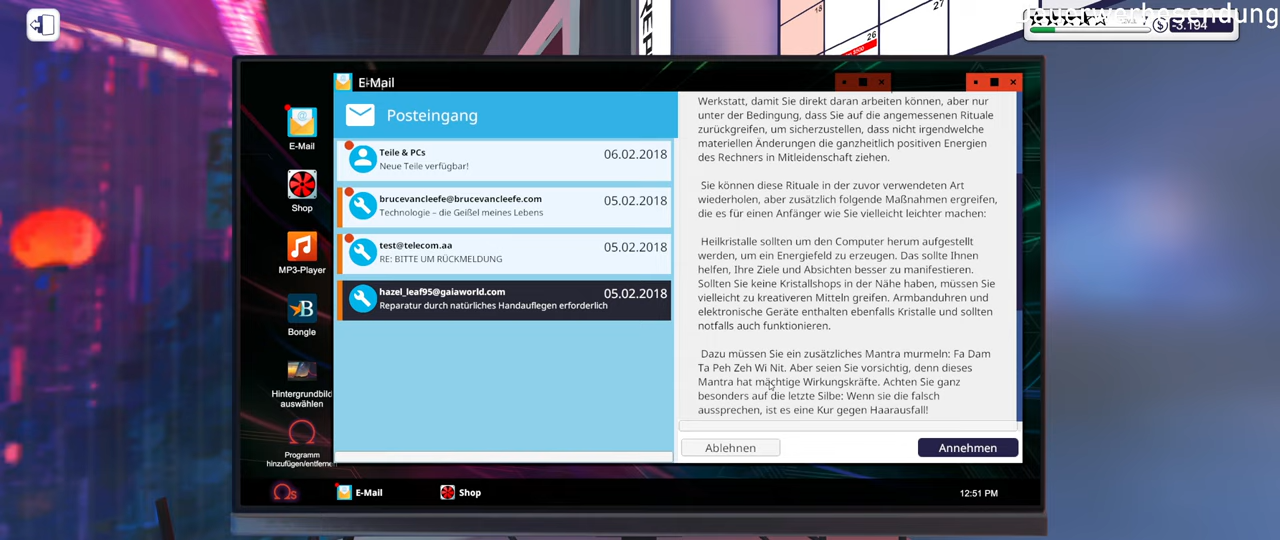 15
27
26
-3.194
E-Mail
Posteingang
Teile & PCs
06.02.2018
Neue Teile verfügbar!
brucevancleefe@brucevancleefe.com
05.02.2018
Technologie – die Geißel meines Lebens
test@telecom.aa
05.02.2018
RE: BITTE UM RÜCKMELDUNG
hazel_leaf95@gaiaworld.com
05.02.2018
Reparatur durch natürliches Handauflegen erforderlich
Werkstatt, damit Sie direkt daran arbeiten können, aber nur
unter der Bedingung, dass Sie auf die angemessenen Rituale
zurückgreifen, um sicherzustellen, dass nicht irgendwelche
materiellen Änderungen die ganzheitlich positiven Energien
des Rechners in Mitleidenschaft ziehen.
Sie können diese Rituale in der zuvor verwendeten Art
wiederholen, aber zusätzlich folgende Maßnahmen ergreifen,
die es für einen Anfänger wie Sie vielleicht leichter machen:
Heilkristalle sollten um den Computer herum aufgestellt
werden, um ein Energiefeld zu erzeugen. Das sollte Ihnen
helfen, Ihre Ziele und Absichten besser zu manifestieren.
Sollten Sie keine Kristallshops in der Nähe haben, müssen Sie
vielleicht zu kreativeren Mitteln greifen. Armbanduhren und
elektronische Geräte enthalten ebenfalls Kristalle und sollten
notfalls auch funktionieren.
Dazu müssen Sie ein zusätzliches Mantra murmeln: Fa Dam
Ta Peh Zeh Wi Nit. Aber seien Sie vorsichtig, denn dieses
Mantra hat mächtige Wirkungskräfte. Achten Sie ganz
besonders auf die letzte Silbe: Wenn sie die falsch
aussprechen, ist es eine Kur gegen Haarausfall!
Ablehnen
Annehmen
E-Mail
Shop
MP3-Player
Bongle
Hintergrundbild
auswählen
Programm
hinzufügen/entfernen
E-Mail
Shop
12:51 PM